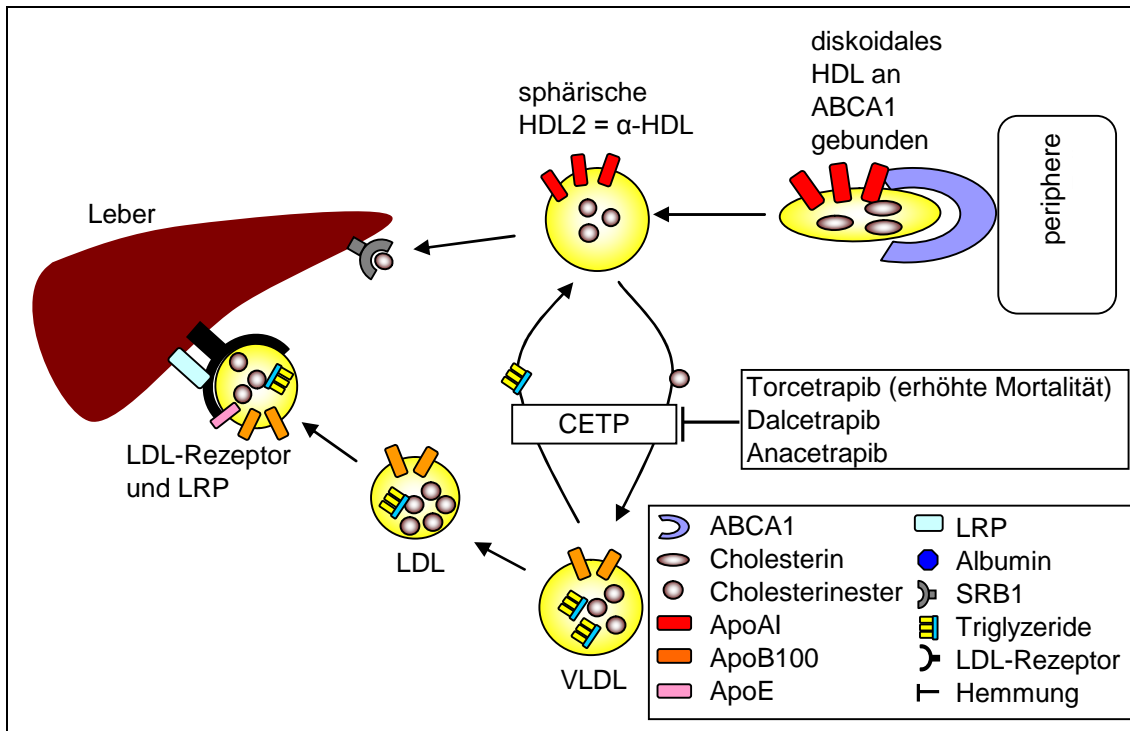 diskoidales
HDL an
ABCA1
gebunden
sphärische
HDL2 = α-HDL
periphere
Leber
Torcetrapib (erhöhte Mortalität)
Dalcetrapib
Anacetrapib
CETP
LDL-Rezeptor
und LRP
LDL
VLDL
ABCA1
Cholesterin
Cholesterinester
ApoAI
ApoB100
ApoE
LRP
Albumin
SRB1
Triglyzeride
LDL-Rezeptor
Hemmung